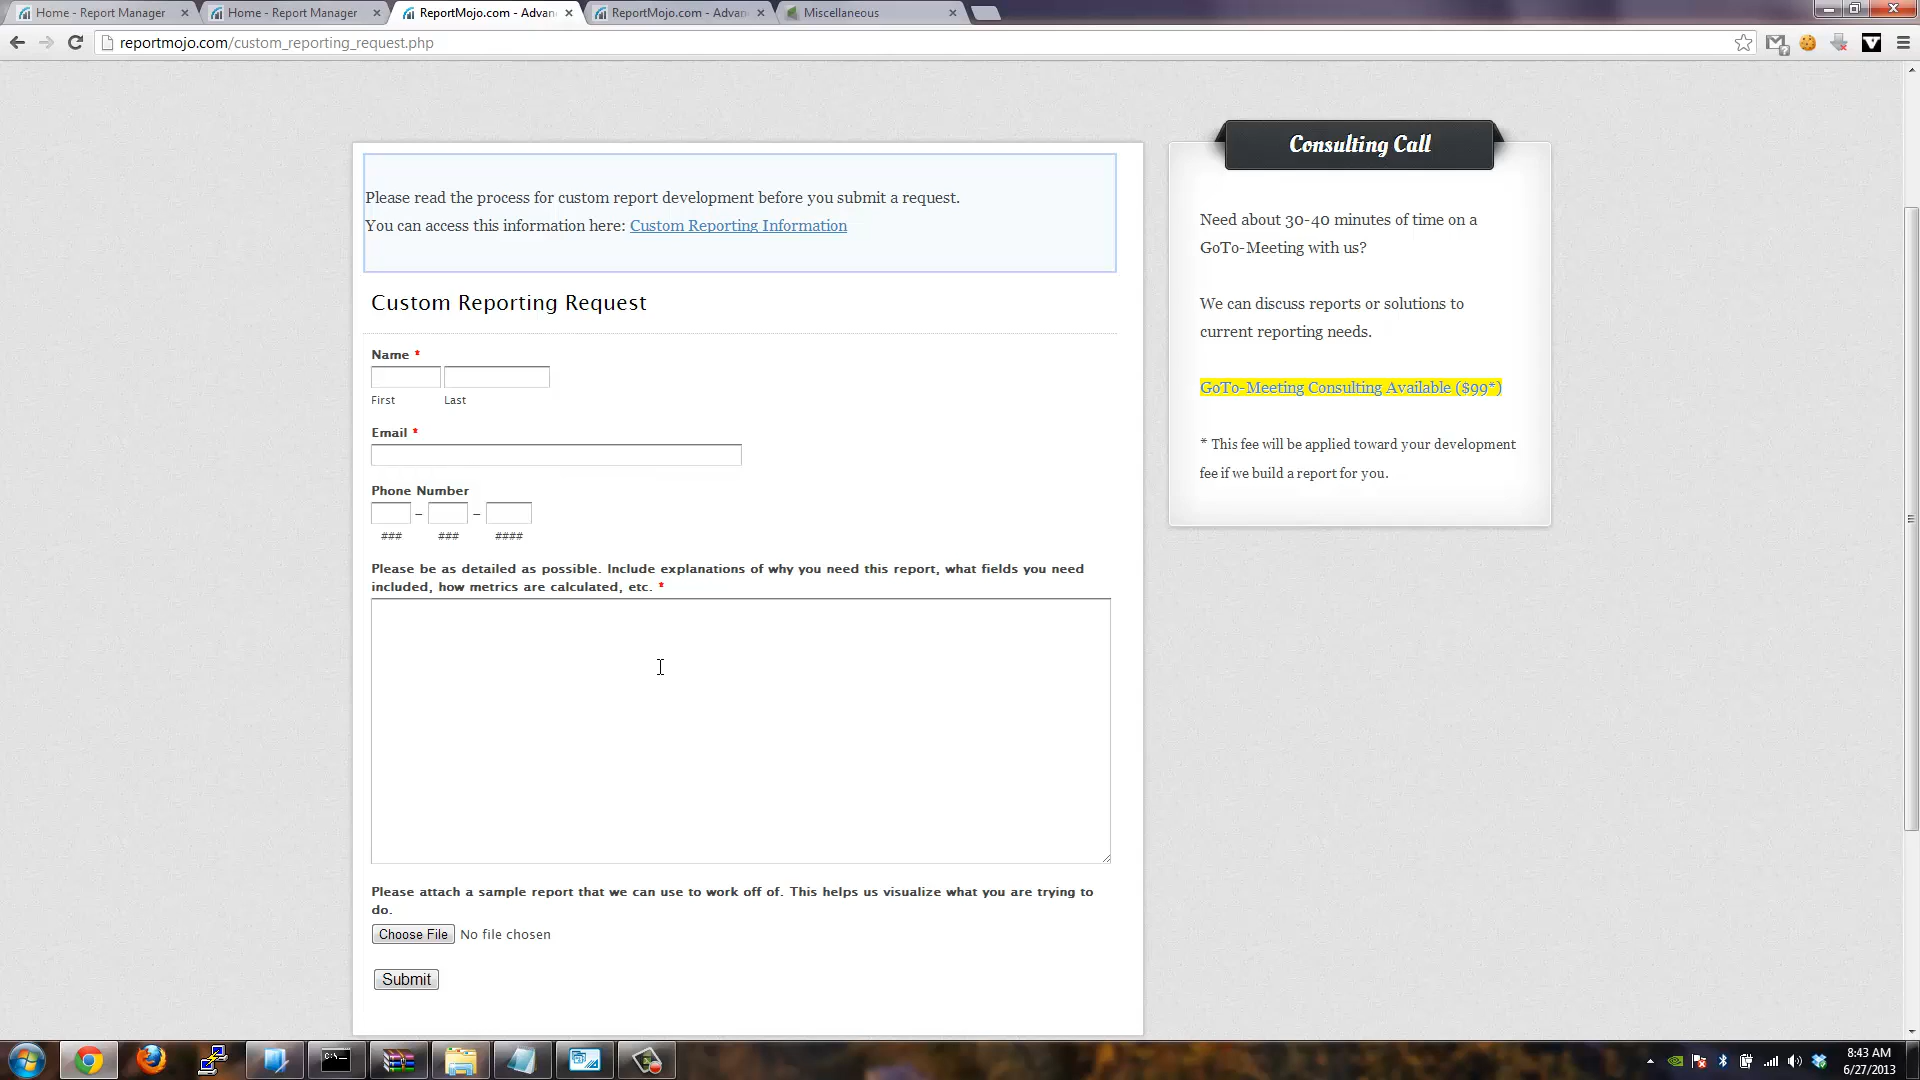 Home - Report Manager
Home - Report Manager
ReportMojo.com - Advan
ReportMojo.com - Advan
Miscellaneous
reportmojo.com/custom_reporting_request.php
Please read the process for custom report development before you submit a request.
You can access this information here: Custom Reporting Information
Custom Reporting Request
Name *
First Last
Email *
Phone Number
– –
### ### ####
Please be as detailed as possible. Include explanations of why you need this report, what fields you need
included, how metrics are calculated, etc. *
Please attach a sample report that we can use to work off of. This helps us visualize what you are trying to
do.
Choose File No file chosen
Submit
Consulting Call
Need about 30-40 minutes of time on a
GoTo-Meeting with us?
We can discuss reports or solutions to
current reporting needs.
GoTo-Meeting Consulting Available ($99*)
* This fee will be applied toward your development
fee if we build a report for you.
8:43 AM
6/27/2013